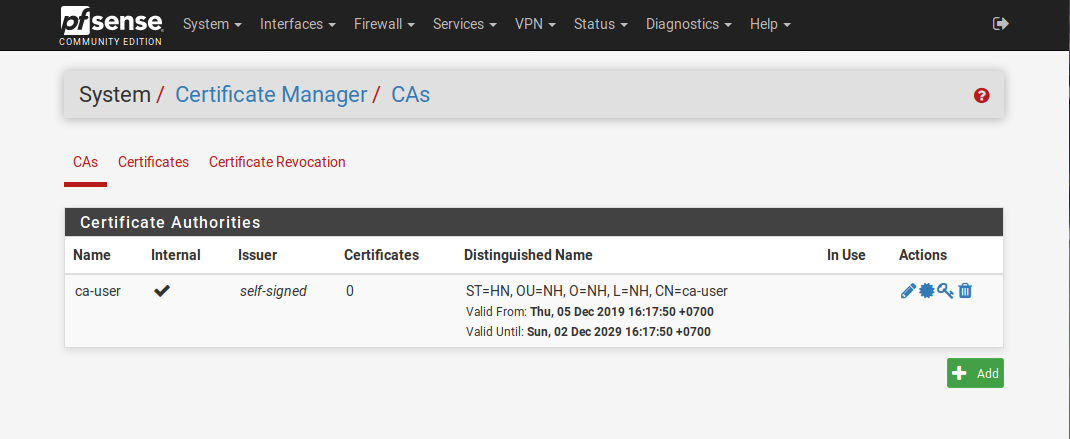 pfsense System Interfaces Firewall Services VPN Status Diagnostics Help
COMMUNITY EDITION
System / Certificate Manager / CAs
CAs Certificates Certificate Revocation
Certificate Authorities
Name Internal Issuer Certificates Distinguished Name In Use Actions
ca-user self-signed 0 ST=HN, OU=NH, O=NH, L=NH, CN=ca-user
Valid From: Thu, 05 Dec 2019 16:17:50 +0700
Valid Until: Sun, 02 Dec 2029 16:17:50 +0700
Add